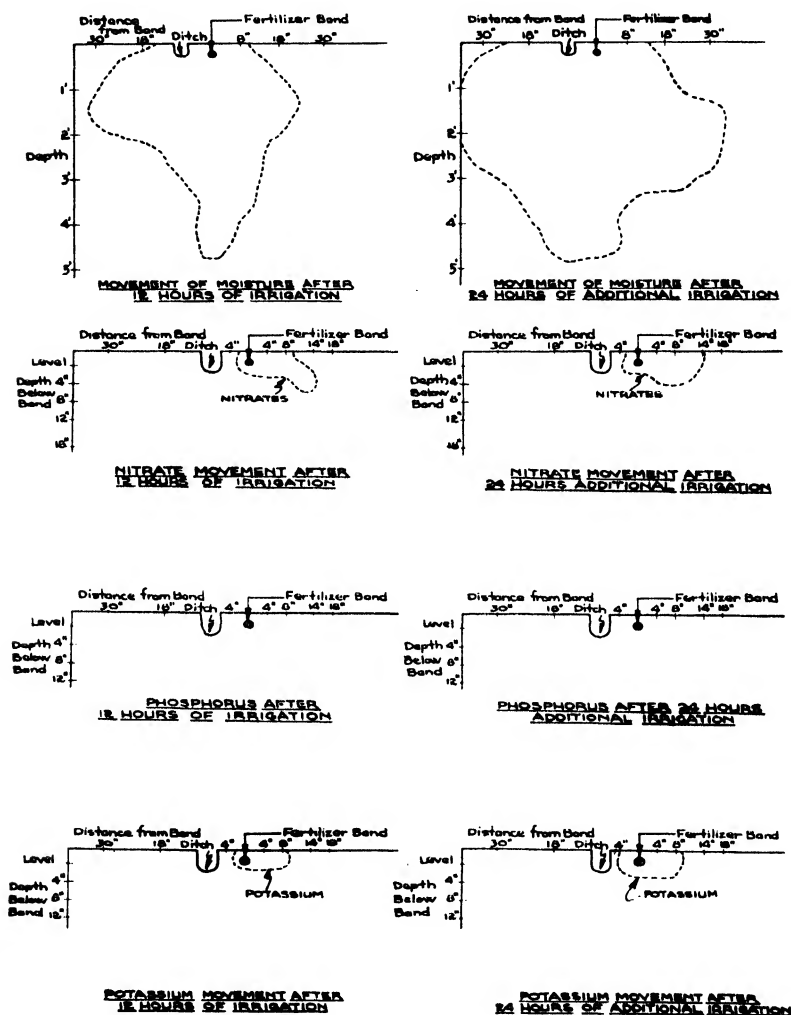 Distance from Band
Fertilizer Band
30" 18" Ditch 8" 18" 30"
1'
2'
Depth
3'
4'
5'
MOVEMENT OF MOISTURE AFTER
12 HOURS OF IRRIGATION
Distance from Band
Fertilizer Band
30" 18" Ditch 8" 18" 30"
1'
2'
Depth
3'
4'
5'
MOVEMENT OF MOISTURE AFTER
24 HOURS OF ADDITIONAL IRRIGATION
Distance from Band Fertilizer Band
30" 18" Ditch 4" 4" 8" 14" 18"
Level
Depth 4"
Below 8"
Band 12"
18"
NITRATES
NITRATE MOVEMENT AFTER
12 HOURS OF IRRIGATION
Distance from Band Fertilizer Band
30" 18" Ditch 4" 4" 8" 14" 18"
Level
Depth 4"
Below 8"
Band 12"
NITRATES
NITRATE MOVEMENT AFTER
24 HOURS ADDITIONAL IRRIGATION
Distance from Band Fertilizer Band
30" 18" Ditch 4" 4" 8" 14" 18"
Level
Depth 4"
Below 8"
Band 12"
PHOSPHORUS AFTER
12 HOURS OF IRRIGATION
Distance from Band Fertilizer Band
30" 18" Ditch 4" 4" 8" 14" 18"
Level
Depth 4"
Below 8"
Band 12"
PHOSPHORUS AFTER 24 HOURS
ADDITIONAL IRRIGATION
Distance from Band Fertilizer Band
30" 18" Ditch 4" 4" 8" 14" 18"
Level
Depth 4"
Below 8"
Band 12"
POTASSIUM
POTASSIUM MOVEMENT AFTER
12 HOURS OF IRRIGATION
Distance from Band Fertilizer Band
30" 18" Ditch 4" 4" 8" 14" 18"
Level
Depth 4"
Below 8"
Band 12"
POTASSIUM
POTASSIUM MOVEMENT AFTER
24 HOURS OF ADDITIONAL IRRIGATION